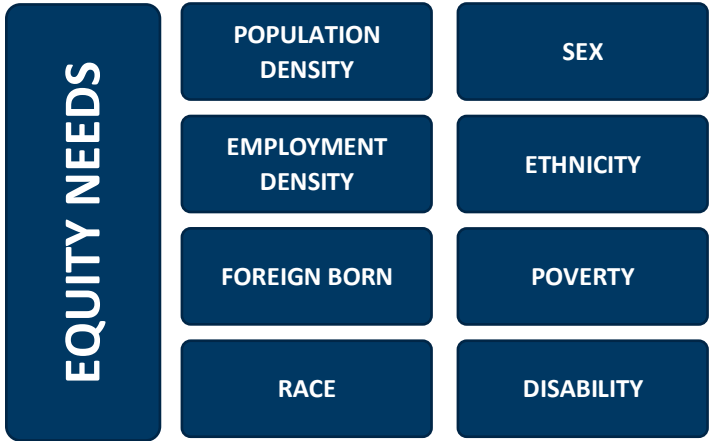 EQUITY NEEDS
POPULATION
DENSITY
SEX
EMPLOYMENT
DENSITY
ETHNICITY
FOREIGN BORN
POVERTY
RACE
DISABILITY